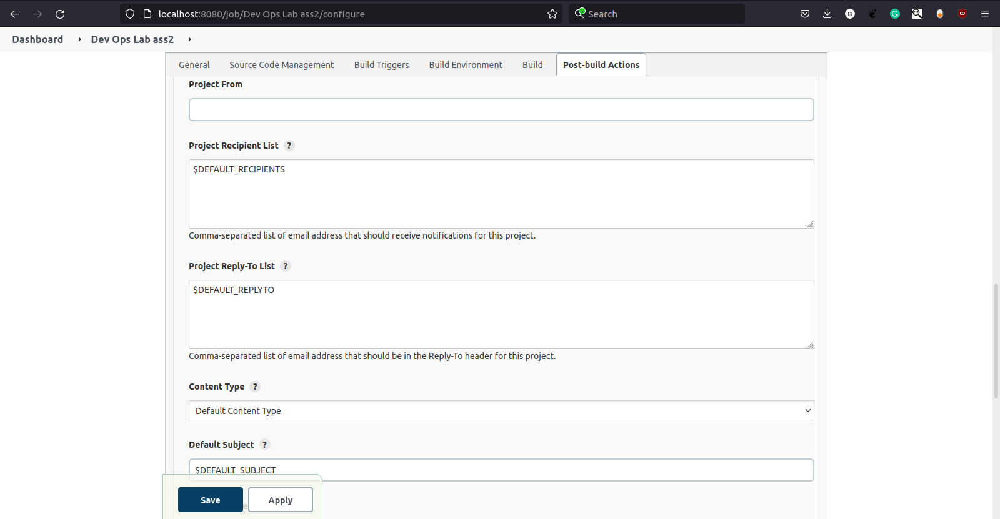 localhost:8080/job/Dev Ops Lab ass2/configure
Search
B
UD
Dashboard
Dev Ops Lab ass2
General
Source Code Management
Build Triggers
Build Environment
Build
Post-build Actions
Project From
Project Recipient List ?
$DEFAULT_RECIPIENTS
Comma-separated list of email address that should receive notifications for this project.
Project Reply-To List ?
$DEFAULT_REPLYTO
Comma-separated list of email address that should be in the Reply-To header for this project.
Content Type ?
Default Content Type
Default Subject ?
$DEFAULT_SUBJECT
Save
Apply